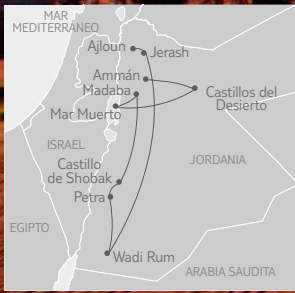 MAR
MEDITERRÁNEO
Ajloun
Jerash
Ammán
Madaba
Castillos del
Desierto
Mar Muerto
ISRAEL
Castillo
de Shobak
JORDANIA
Petra
EGIPTO
Wadi Rum
ARABIA SAUDITA